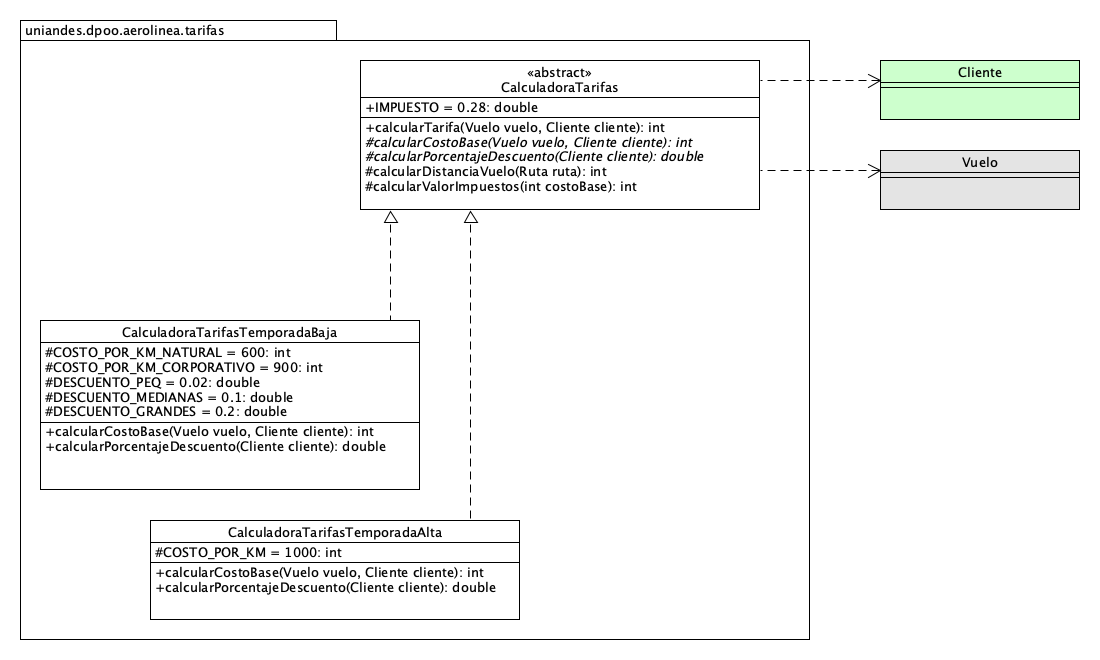 uniandes.dpoo.aerolinea.tarifas
«abstract»
CalculadoraTarifas
+IMPUESTO = 0.28: double
+calcularTarifa(Vuelo vuelo, Cliente cliente): int
#calcularCostoBase(Vuelo vuelo, Cliente cliente): int
#calcularPorcentajeDescuento(Cliente cliente): double
#calcularDistanciaVuelo(Ruta ruta): int
#calcularValorImpuestos(int costoBase): int
Cliente
Vuelo
CalculadoraTarifasTemporadaBaja
#COSTO_POR_KM_NATURAL = 600: int
#COSTO_POR_KM_CORPORATIVO = 900: int
#DESCUENTO_PEQ = 0.02: double
#DESCUENTO_MEDIANAS = 0.1: double
#DESCUENTO_GRANDES = 0.2: double
+calcularCostoBase(Vuelo vuelo, Cliente cliente): int
+calcularPorcentajeDescuento(Cliente cliente): double
CalculadoraTarifasTemporadaAlta
#COSTO_POR_KM = 1000: int
+calcularCostoBase(Vuelo vuelo, Cliente cliente): int
+calcularPorcentajeDescuento(Cliente cliente): double